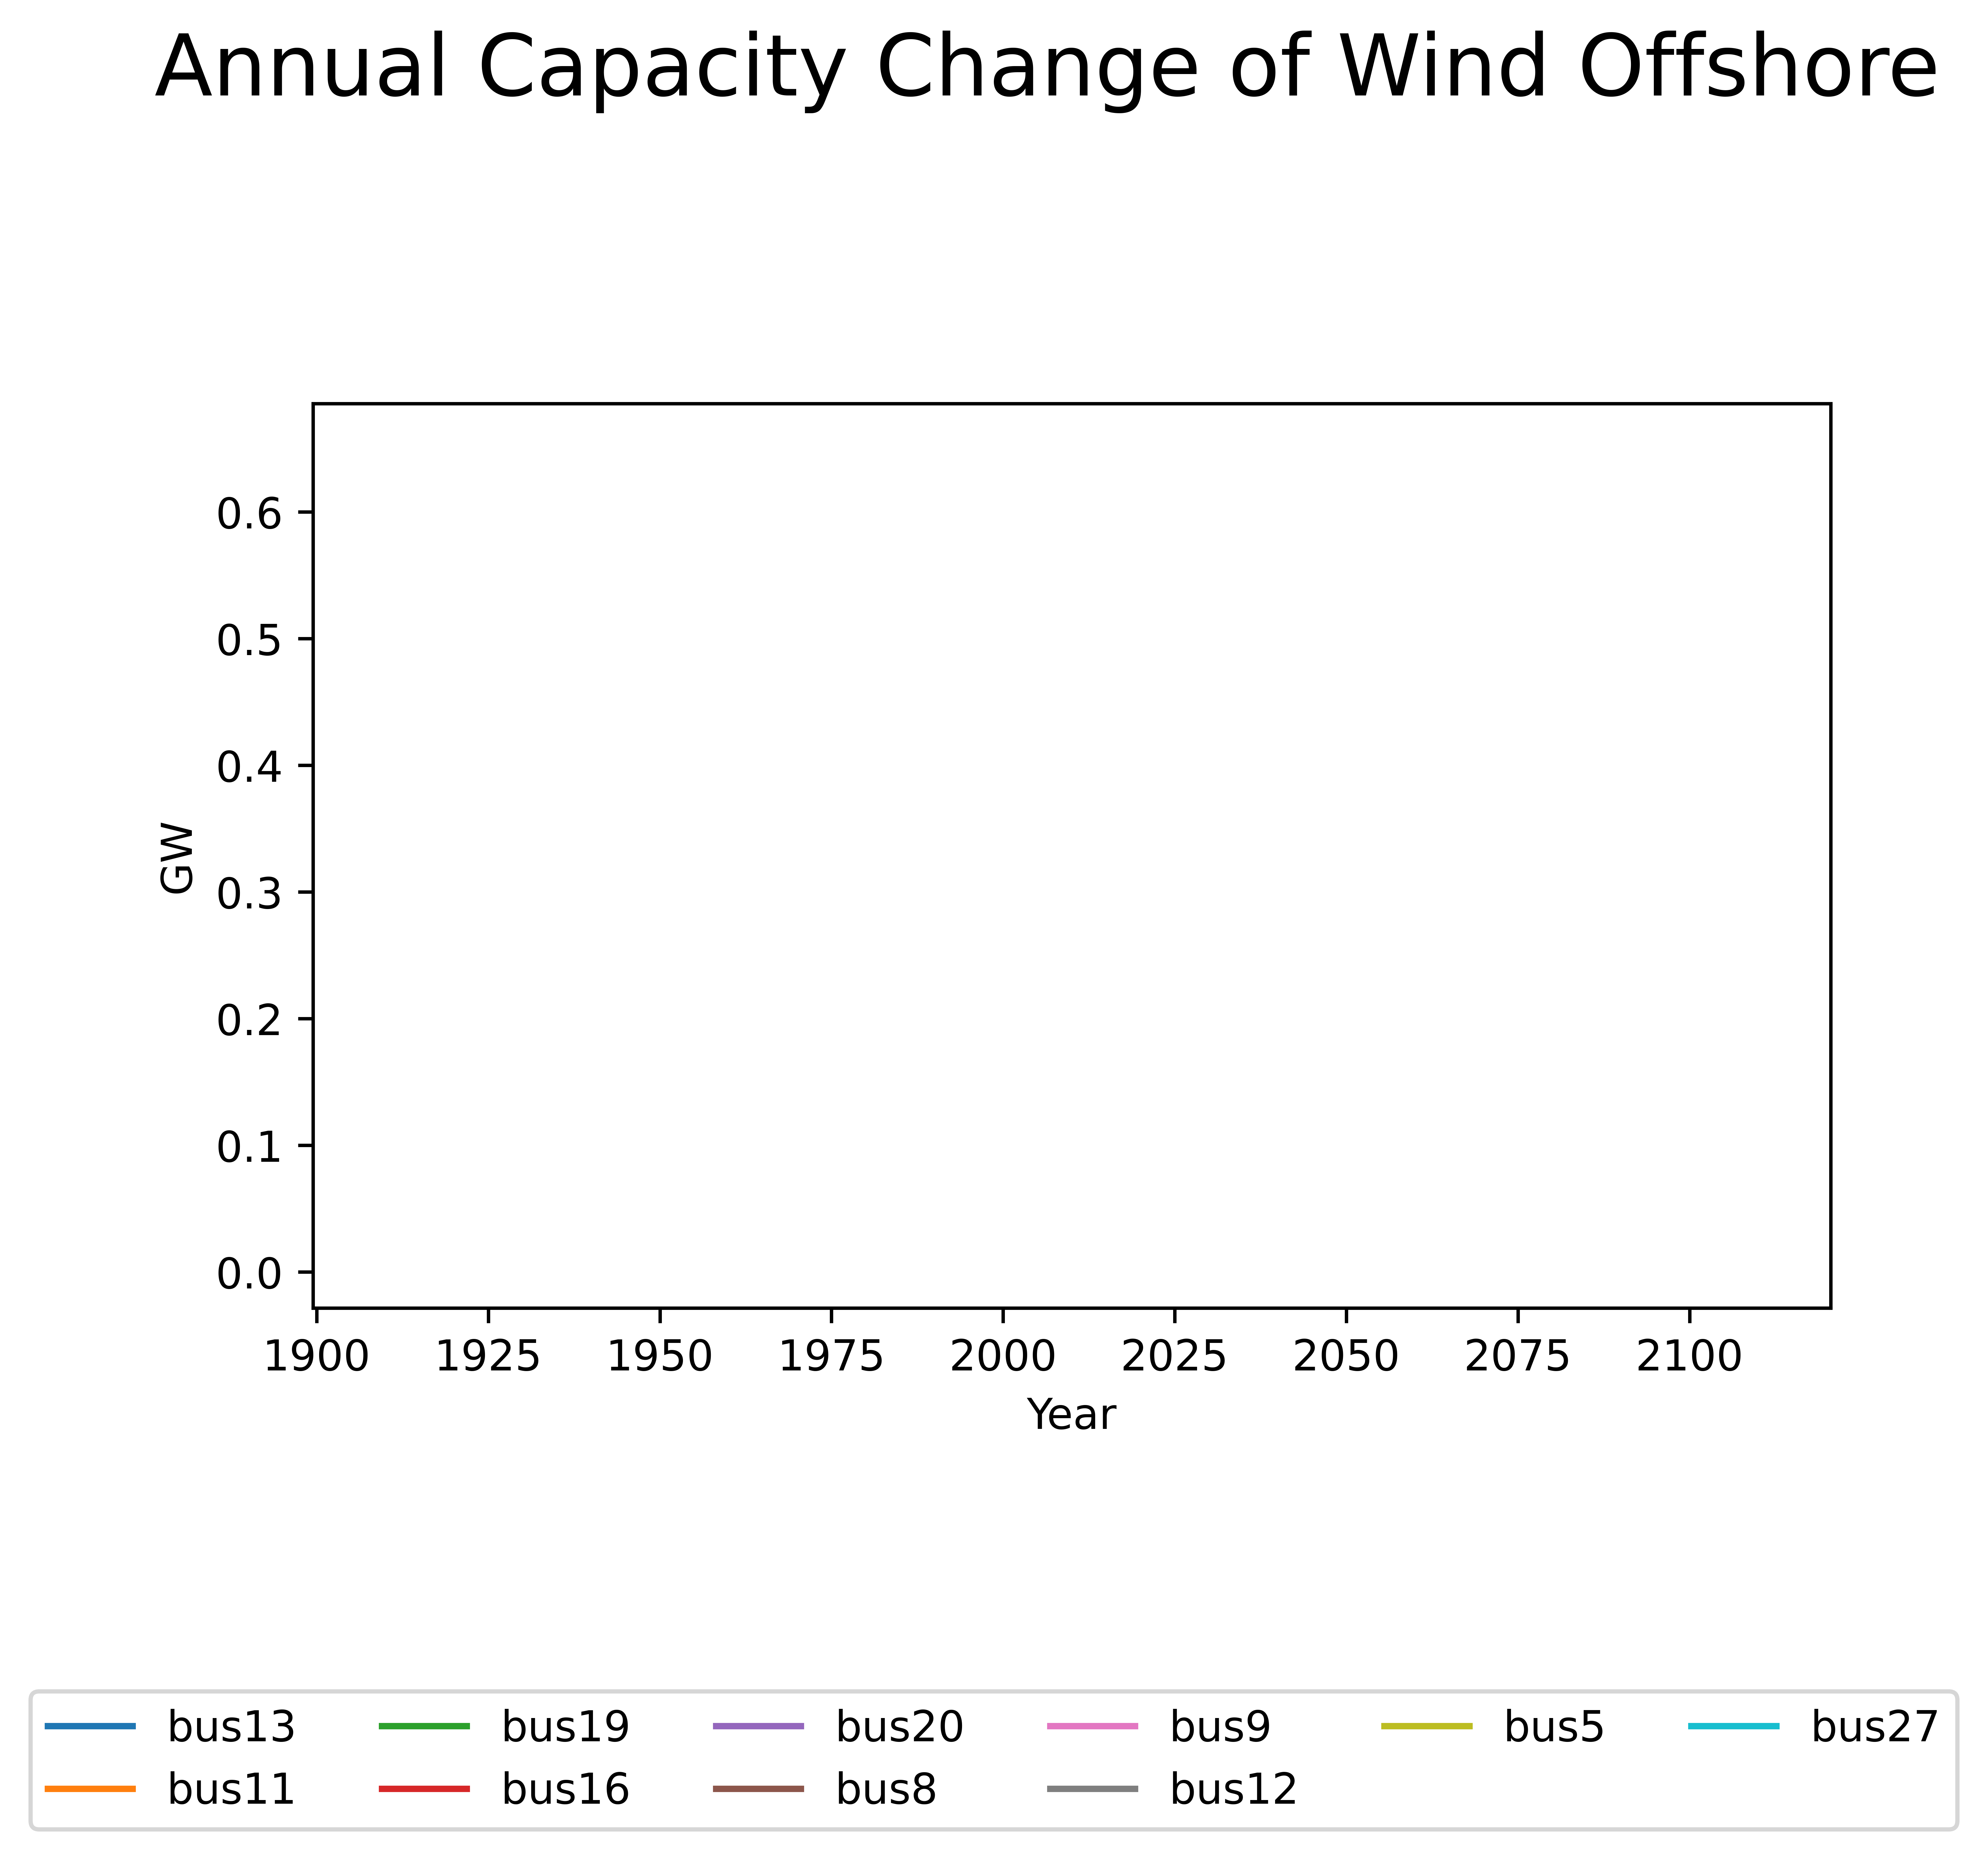 Annual Capacity Change of Wind Offshore
0.6
0.5
0.4
0.3
0.2
0.1
0.0
GW
1900 1925 1950 1975 2000 2025 2050 2075 2100
Year
bus13 bus19 bus20 bus9 bus5 bus27
bus11 bus16 bus8 bus12